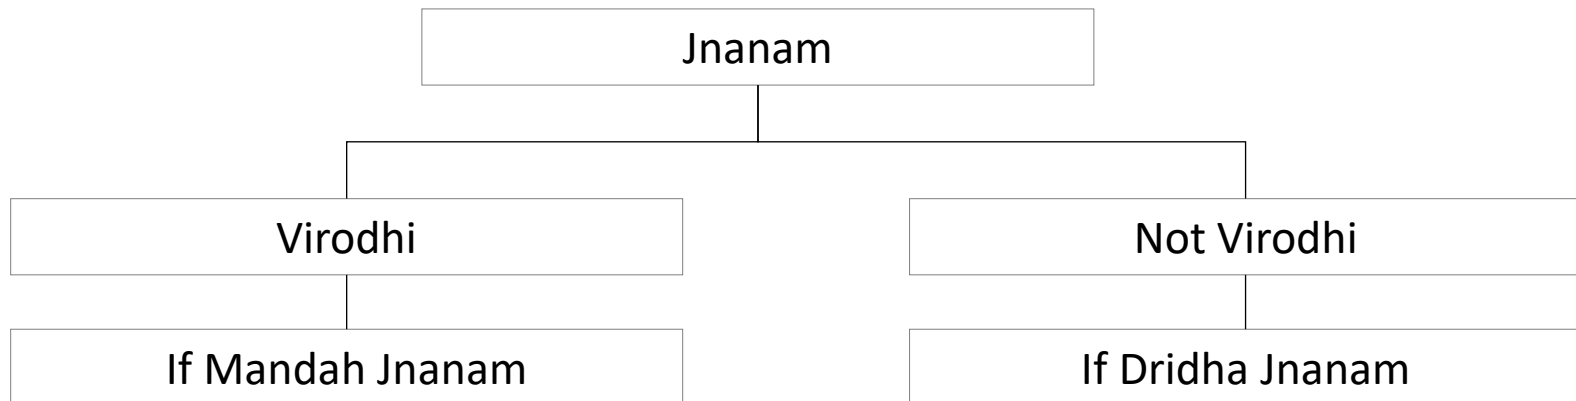 Jnanam
Virodhi
Not Virodhi
If Mandah Jnanam
If Dridha Jnanam